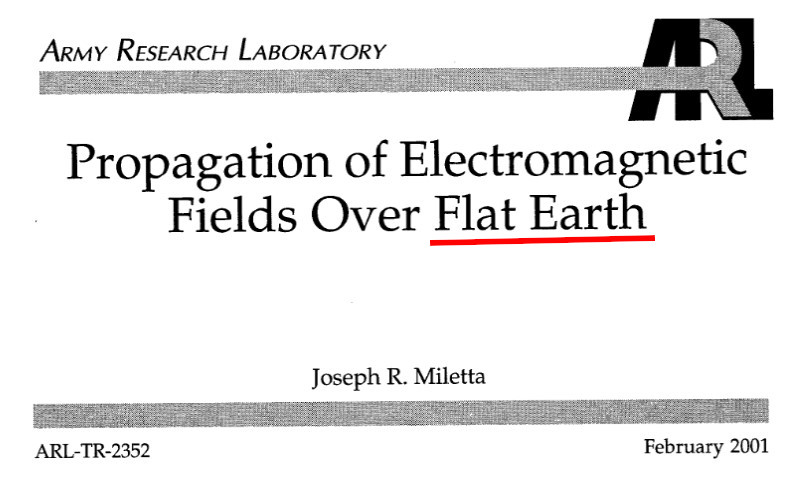 ARMY RESEARCH LABORATORY
ARL
Propagation of Electromagnetic
Fields Over Flat Earth
Joseph R. Miletta
ARL-TR-2352
February 2001